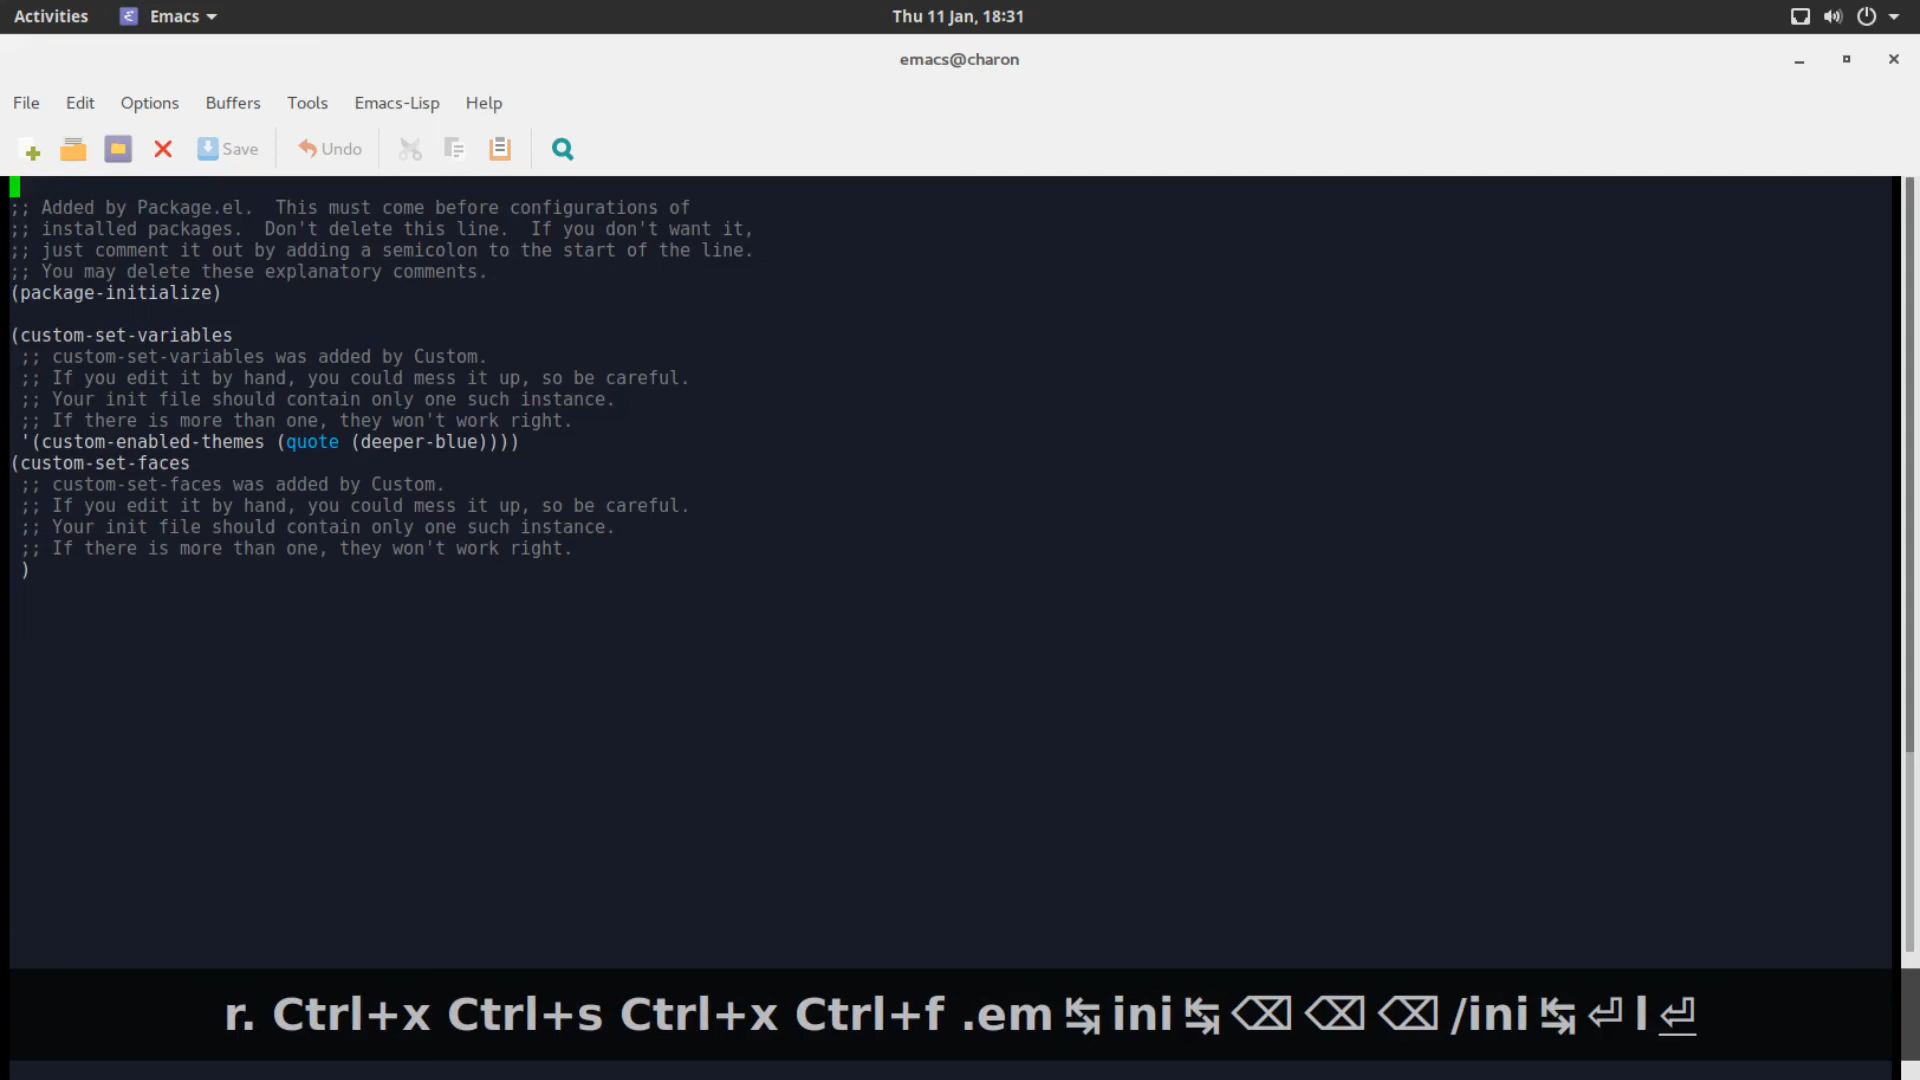 Activities Emacs Thu 11 Jan, 18:31
emacs@charon
File Edit Options Buffers Tools Emacs-Lisp Help
Save Undo
;; Added by Package.el.  This must come before configurations of
;; installed packages.  Don't delete this line.  If you don't want it,
;; just comment it out by adding a semicolon to the start of the line.
;; You may delete these explanatory comments.
(package-initialize)
(custom-set-variables
;; custom-set-variables was added by Custom.
;; If you edit it by hand, you could mess it up, so be careful.
;; Your init file should contain only one such instance.
;; If there is more than one, they won't work right.
'(custom-enabled-themes (quote (deeper-blue))))
(custom-set-faces
;; custom-set-faces was added by Custom.
;; If you edit it by hand, you could mess it up, so be careful.
;; Your init file should contain only one such instance.
;; If there is more than one, they won't work right.
)
r. Ctrl+x Ctrl+s Ctrl+x Ctrl+f .em ↹ ini ↹ ⌫ ⌫ ⌫ /ini ↹ ⏎ l ⏎